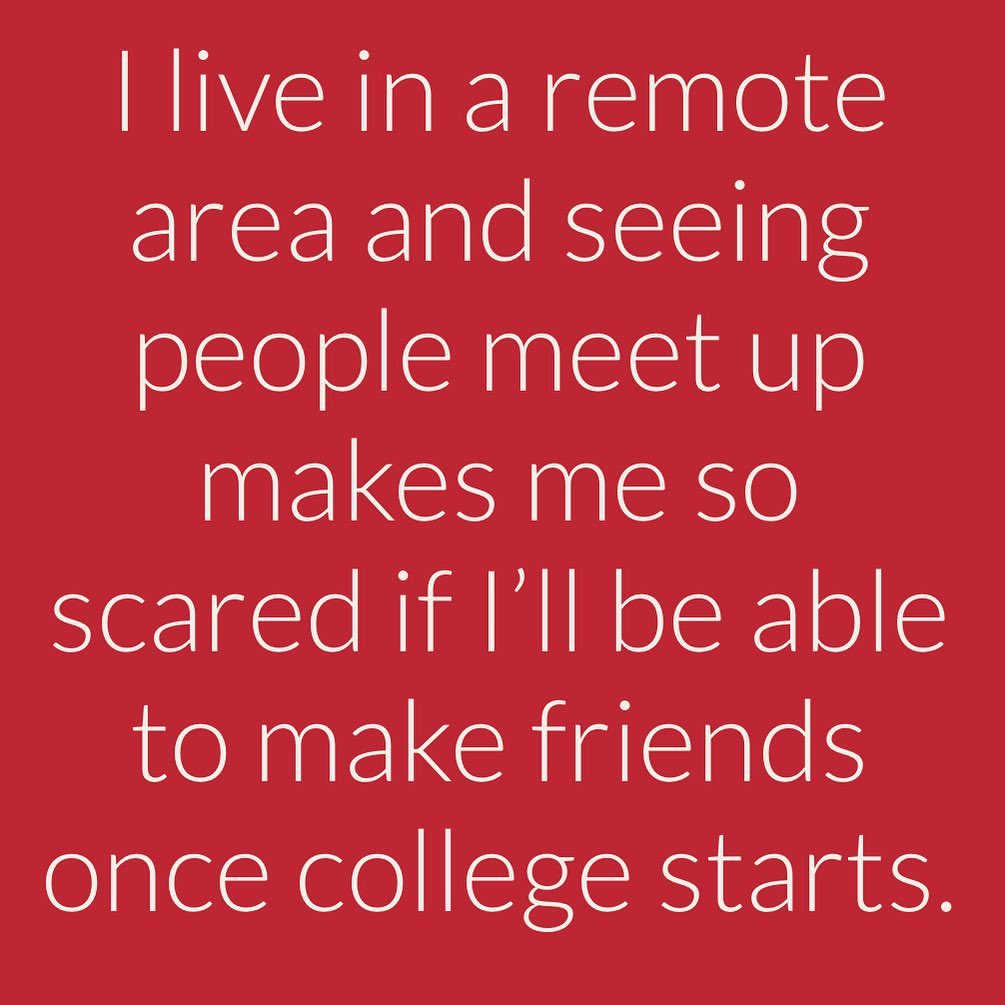 I live in a remote
area and seeing
people meet up
makes me so
scared if I’ll be able
to make friends
once college starts.